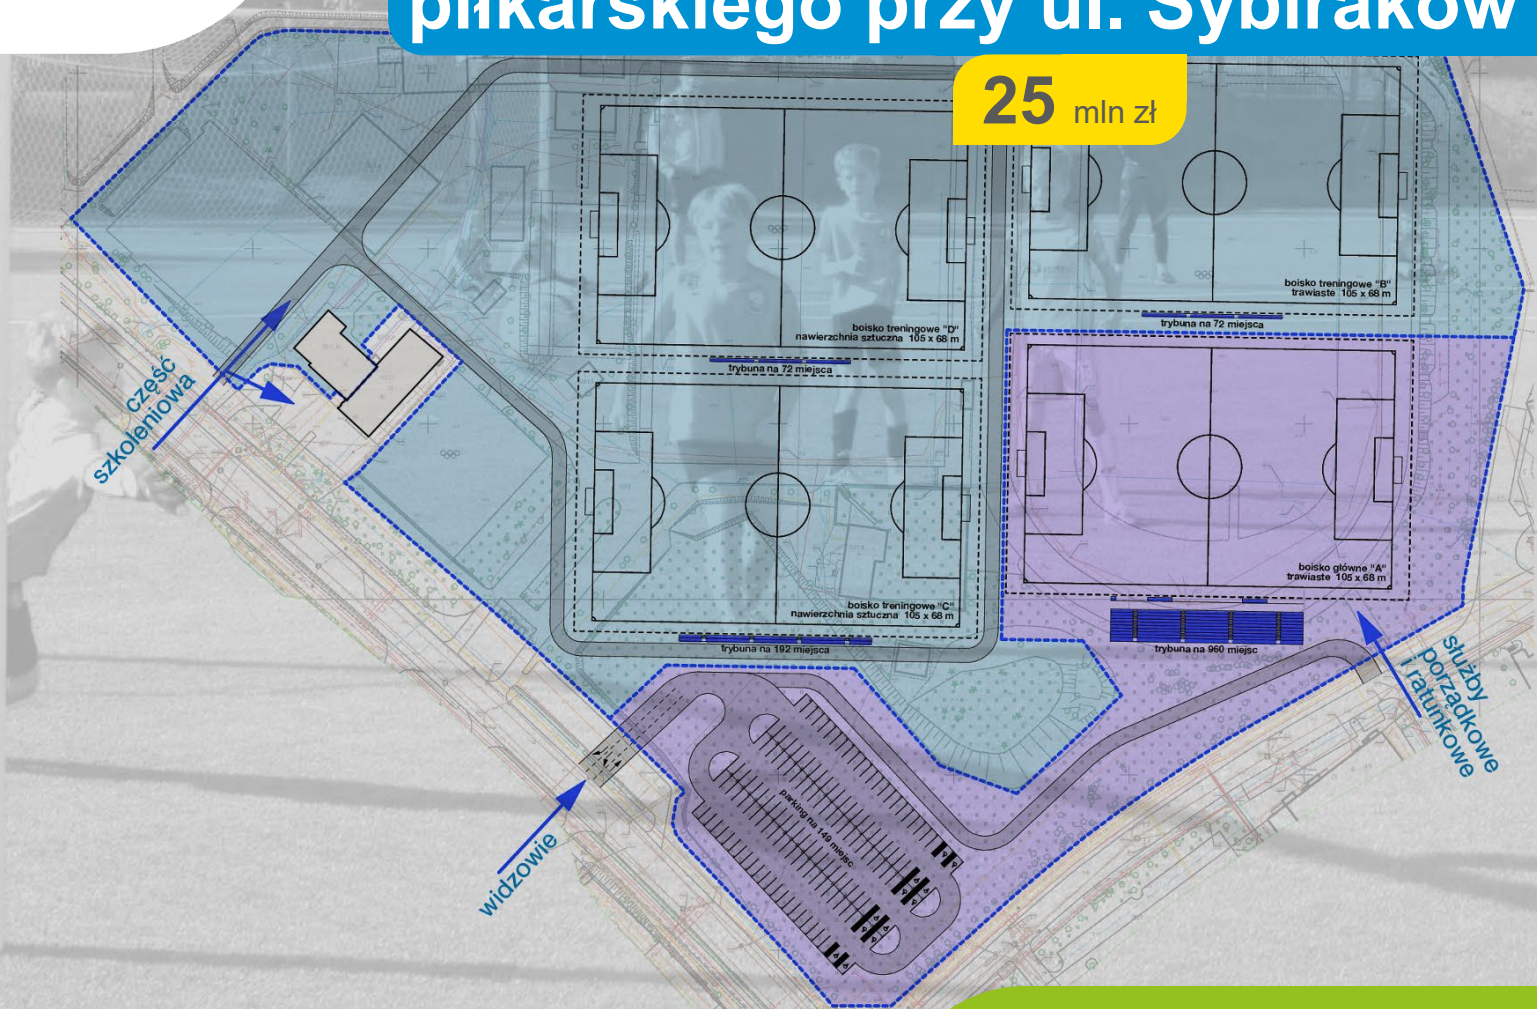 piłkarskiego przy ul. Sybiraków
25 mln zł
boisko treningowe "B"
trawiaste 105 x 68 m
trybuna na 72 miejsca
boisko treningowe "D"
nawierzchnia sztuczna 105 x 68 m
trybuna na 72 miejsca
część
szkoleniowa
boisko główne "A"
trawiaste 105 x 68 m
boisko treningowe "C"
nawierzchnia sztuczna 105 x 68 m
trybuna na 192 miejsca
trybuna na 960 miejsc
służby
porządkowe
i ratunkowe
parking na 149 miejsc
widzowie